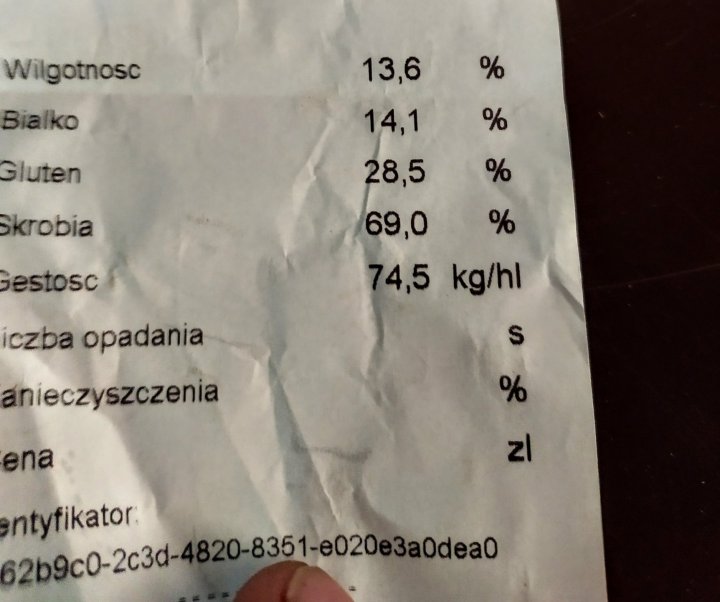 Wilgotnosc 13,6 %
Bialko 14,1 %
Gluten 28,5 %
Skrobia 69,0 %
Gestosc 74,5 kg/hl
iczba opadania s
anieczyszczenia %
ena zl
entyfikator:
62b9c0-2c3d-4820-8351-e020e3a0dea0